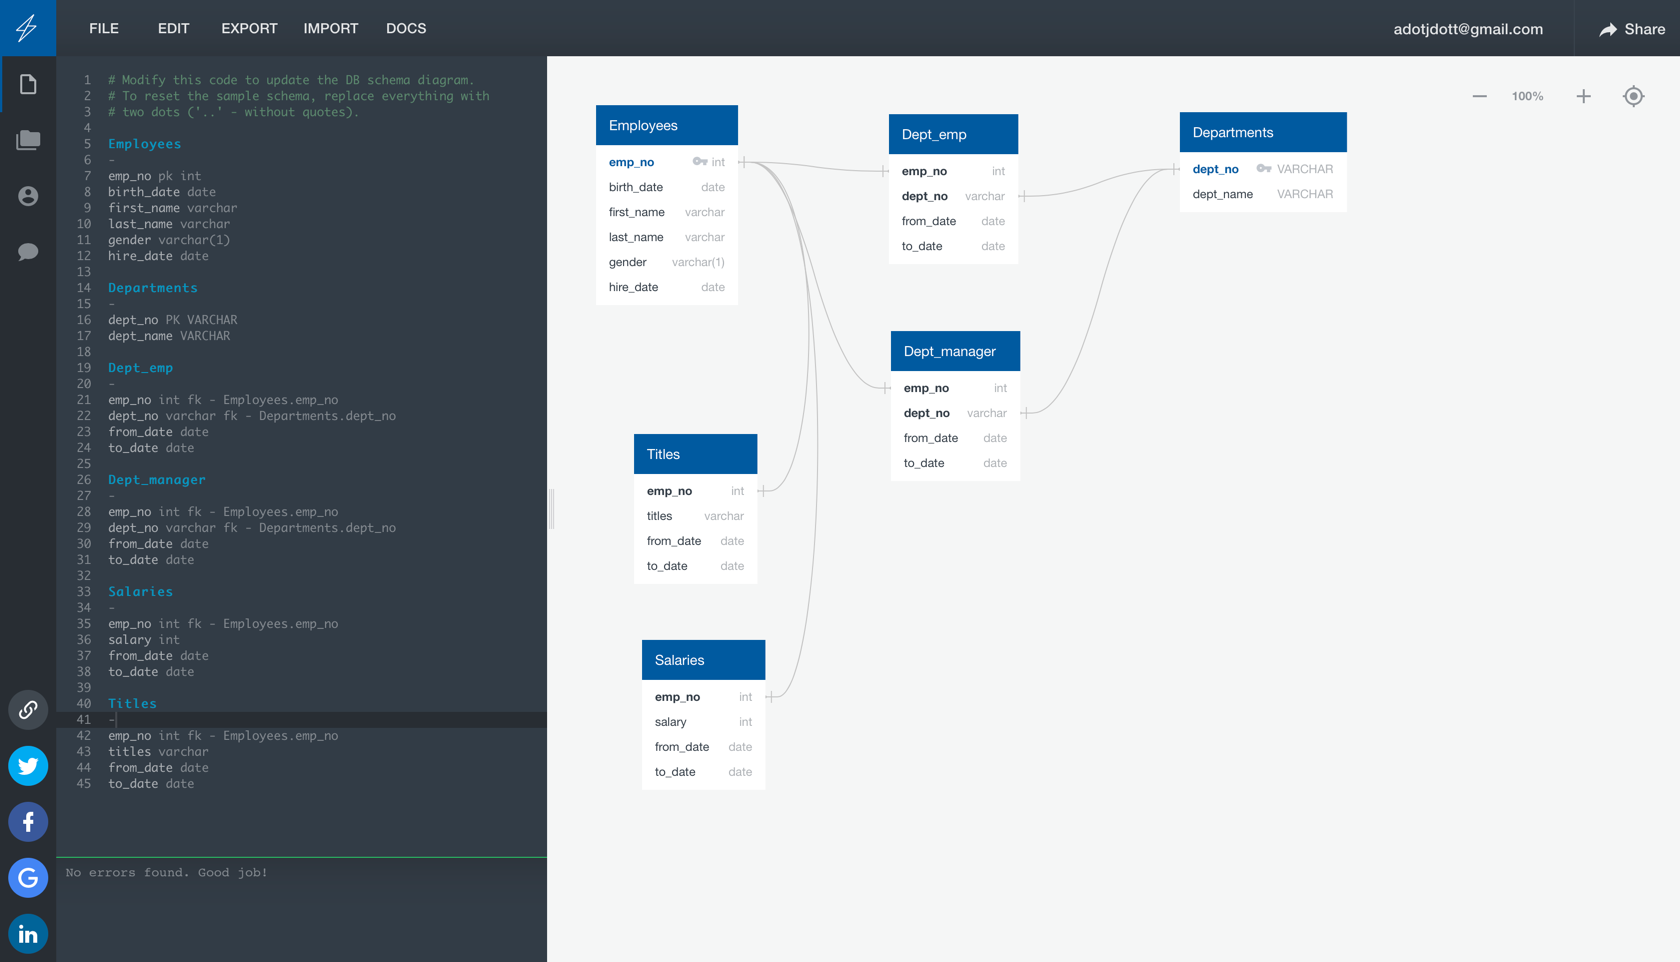 FILE EDIT EXPORT IMPORT DOCS adotjdott@gmail.com Share
1 # Modify this code to update the DB schema diagram.
2 # To reset the sample schema, replace everything with
3 # two dots ('..' - without quotes).
4
5 Employees
6 -
7 emp_no pk int
8 birth_date date
9 first_name varchar
10 last_name varchar
11 gender varchar(1)
12 hire_date date
13
14 Departments
15 -
16 dept_no PK VARCHAR
17 dept_name VARCHAR
18
19 Dept_emp
20 -
21 emp_no int fk - Employees.emp_no
22 dept_no varchar fk - Departments.dept_no
23 from_date date
24 to_date date
25
26 Dept_manager
27 -
28 emp_no int fk - Employees.emp_no
29 dept_no varchar fk - Departments.dept_no
30 from_date date
31 to_date date
32
33 Salaries
34 -
35 emp_no int fk - Employees.emp_no
36 salary int
37 from_date date
38 to_date date
39
40 Titles
41 -
42 emp_no int fk - Employees.emp_no
43 titles varchar
44 from_date date
45 to_date date
No errors found. Good job!
100%
Employees
emp_no int
birth_date date
first_name varchar
last_name varchar
gender varchar(1)
hire_date date
Dept_emp
emp_no int
dept_no varchar
from_date date
to_date date
Departments
dept_no VARCHAR
dept_name VARCHAR
Dept_manager
emp_no int
dept_no varchar
from_date date
to_date date
Titles
emp_no int
titles varchar
from_date date
to_date date
Salaries
emp_no int
salary int
from_date date
to_date date
f
G
in